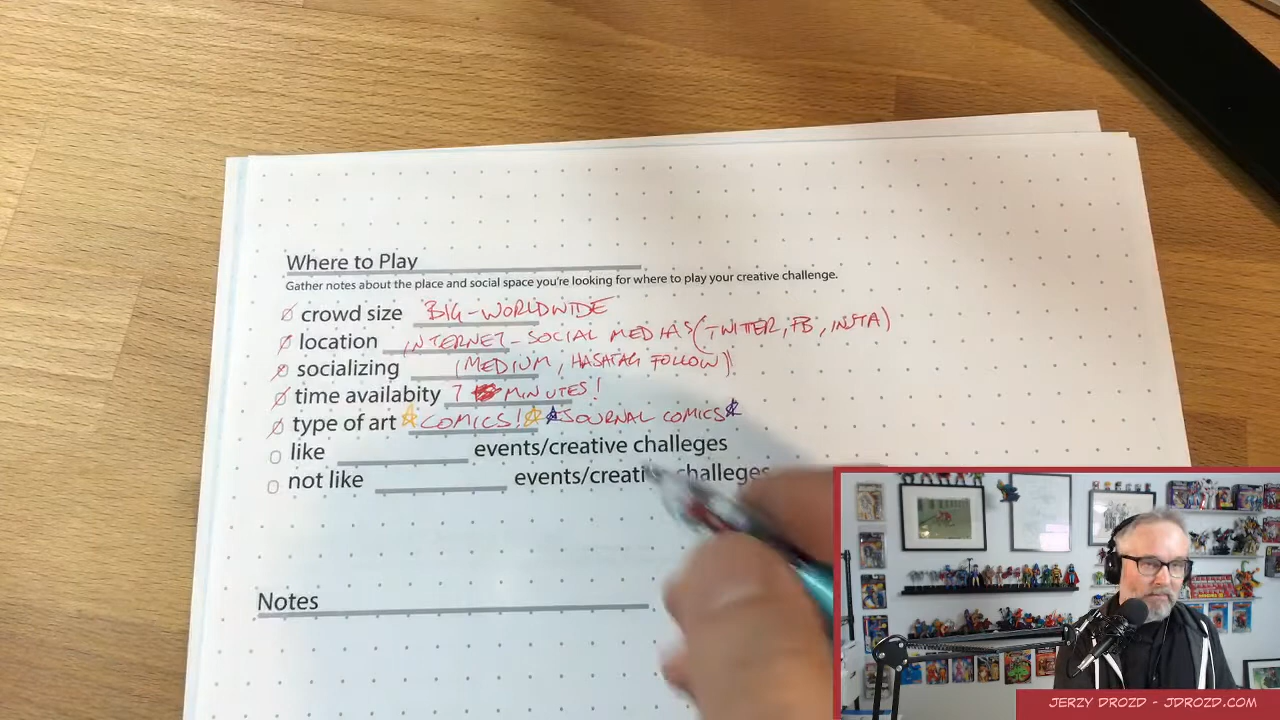 Where to Play
Gather notes about the place and social space you're looking for where to play your creative challenge.
crowd size BIG-WORLDWIDE
location INTERNET-SOCIAL MEDIAS (TWITTER, FB, INSTA)
socializing (MEDIUM, HASHTAG FOLLOW)!
time availabity 7 MINUTES!
type of art COMICS! JOURNAL COMICS
like events/creative challeges
not like events/creative challeges
Notes
JERZY DROZD - JDROZD.COM